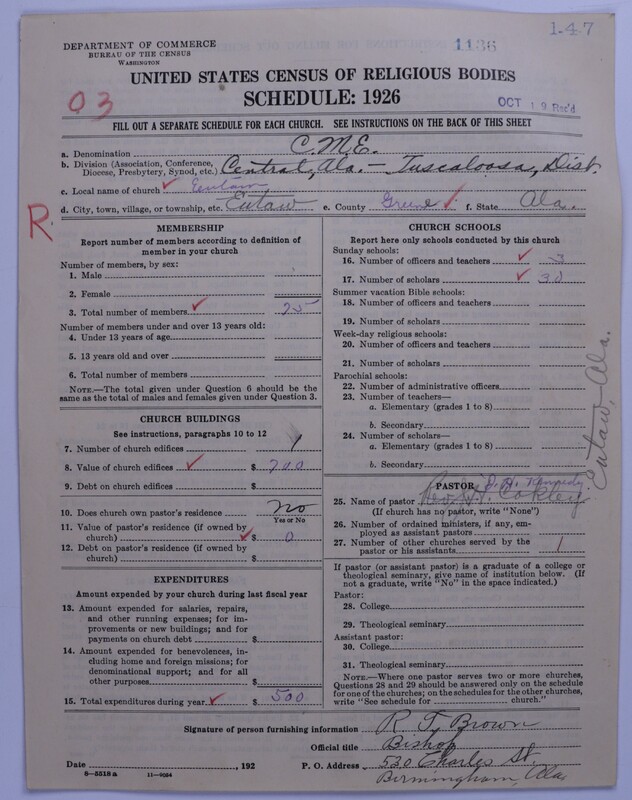 1-47
DEPARTMENT OF COMMERCE
BUREAU OF THE CENSUS
WASHINGTON
1136
UNITED STATES CENSUS OF RELIGIOUS BODIES
03
SCHEDULE: 1926
OCT 19 Rec'd
FILL OUT A SEPARATE SCHEDULE FOR EACH CHURCH. SEE INSTRUCTIONS ON THE BACK OF THIS SHEET
a. Denomination C.M.E.
b. Division (Association, Conference, Diocese, Presbytery, Synod, etc.) Central, Ala. — Tuscaloosa, Dist.
c. Local name of church Eutaw
d. City, town, village, or township, etc. Eutaw e. County Greene f. State Ala.
R.
MEMBERSHIP
Report number of members according to definition of
member in your church
Number of members, by sex:
1. Male
2. Female
3. Total number of members 75
Number of members under and over 13 years old:
4. Under 13 years of age
5. 13 years old and over
6. Total number of members
NOTE.—The total given under Question 6 should be
same as the total of males and females given under Question 3.
CHURCH BUILDINGS
See instructions, paragraphs 10 to 12
7. Number of church edifices 1
8. Value of church edifices $ 700
9. Debt on church edifices $
10. Does church own pastor's residence No
Yes or No
11. Value of pastor's residence (if owned by
church) $ 0
12. Debt on pastor's residence (if owned by
church) $
EXPENDITURES
Amount expended by your church during last fiscal year
13. Amount expended for salaries, repairs,
and other running expenses; for im-
provements or new buildings; and for
payments on church debt $
14. Amount expended for benevolences, in-
cluding home and foreign missions; for
denominational support; and for all
other purposes $
15. Total expenditures during year $ 500
CHURCH SCHOOLS
Report here only schools conducted by this church
Sunday schools:
16. Number of officers and teachers 3
17. Number of scholars 30
Summer vacation Bible schools:
18. Number of officers and teachers
19. Number of scholars
Week-day religious schools:
20. Number of officers and teachers
21. Number of scholars
Parochial schools:
22. Number of administrative officers
23. Number of teachers—
a. Elementary (grades 1 to 8)
b. Secondary
24. Number of scholars—
a. Elementary (grades 1 to 8)
b. Secondary
Eutaw, Ala.
PASTOR
Kennedy
25. Name of pastor Rev. Coakley
(If church has no pastor, write "None")
26. Number of ordained ministers, if any, em-
ployed as assistant pastors
27. Number of other churches served by the
pastor or his assistants 1
If pastor (or assistant pastor) is a graduate of a college or
theological seminary, give name of institution below. (If
not a graduate, write "No" in the space indicated.)
Pastor:
28. College
29. Theological seminary
Assistant pastor:
30. College
31. Theological seminary
NOTE.—Where one pastor serves two or more churches,
Questions 28 and 29 should be answered only on the schedule
for one of the churches; on the schedules for the other churches,
write "See schedule for church."
Signature of person furnishing information R. T. Brown
Official title Bishop
Date , 192 P. O. Address 530 Charles St.
Birmingham, Ala.
8-5518a 11-9054